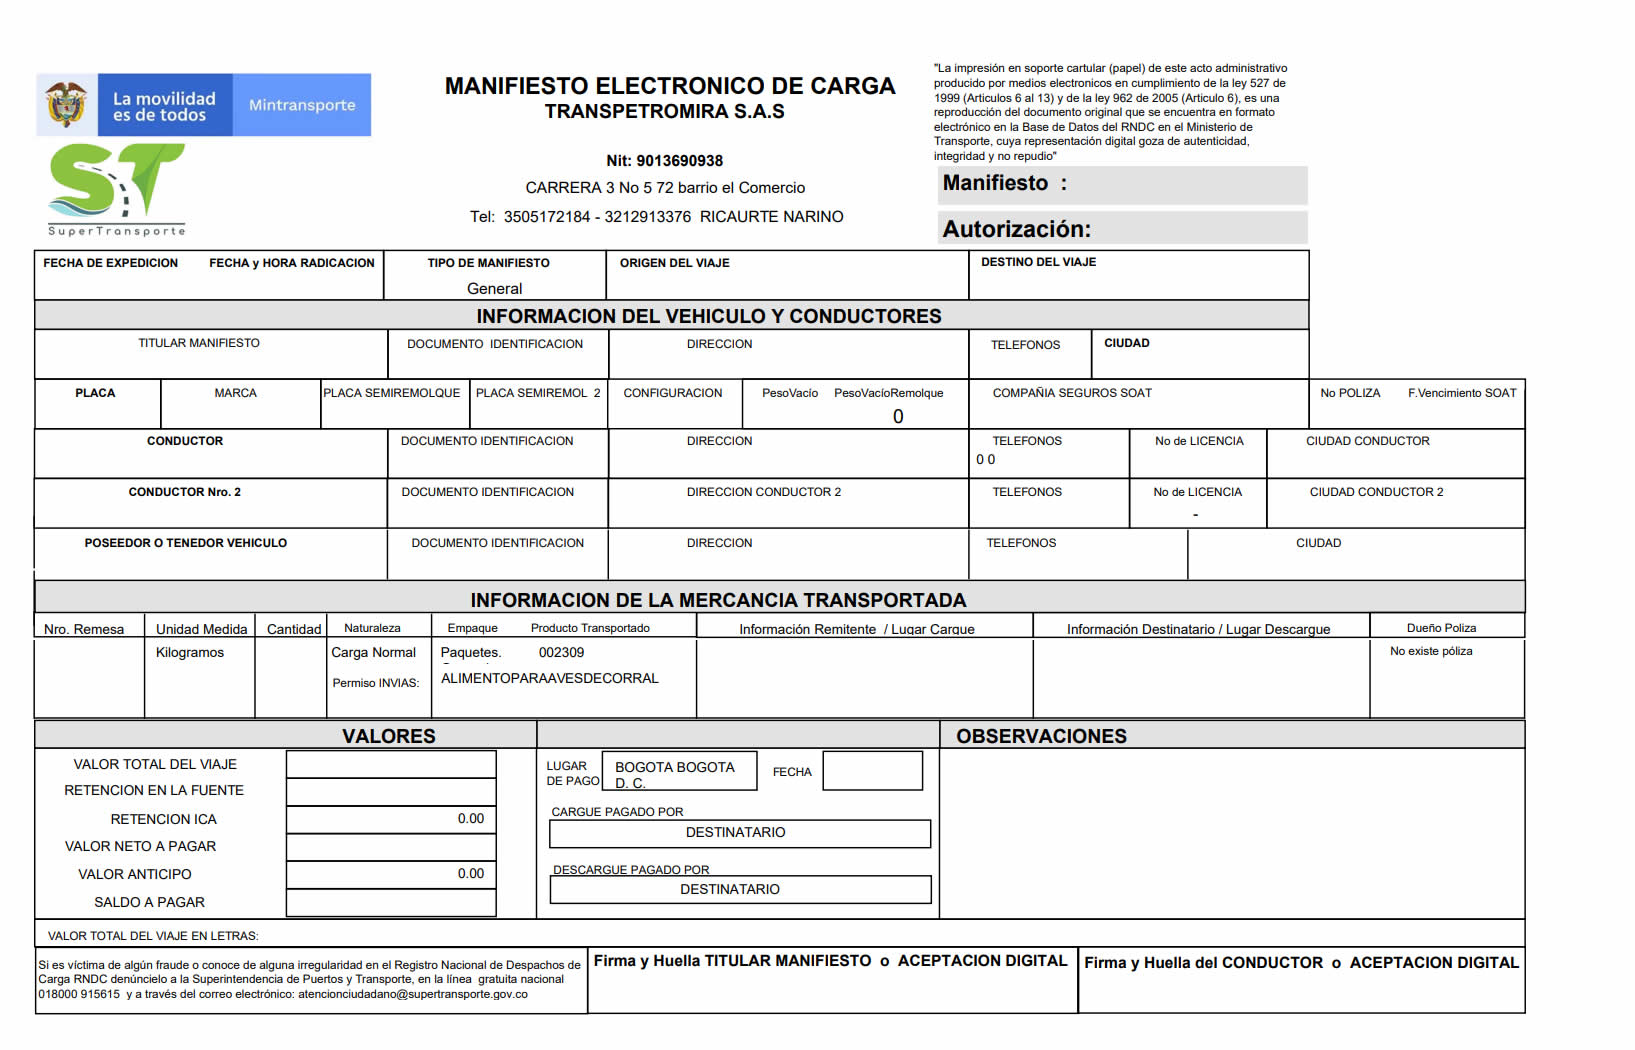 La movilidad
es de todos
Mintransporte
SuperTransporte
MANIFIESTO ELECTRONICO DE CARGA
TRANSPETROMIRA S.A.S
Nit: 9013690938
CARRERA 3 No 5 72 barrio el Comercio
Tel: 3505172184 - 3212913376 RICAURTE NARINO
"La impresión en soporte cartular (papel) de este acto administrativo
producido por medios electronicos en cumplimiento de la ley 527 de
1999 (Articulos 6 al 13) y de la ley 962 de 2005 (Articulo 6), es una
reproducción del documento original que se encuentra en formato
electrónico en la Base de Datos del RNDC en el Ministerio de
Transporte, cuya representación digital goza de autenticidad,
integridad y no repudio"
Manifiesto :
Autorización:
FECHA DE EXPEDICION FECHA y HORA RADICACION TIPO DE MANIFIESTO ORIGEN DEL VIAJE DESTINO DEL VIAJE
General
INFORMACION DEL VEHICULO Y CONDUCTORES
TITULAR MANIFIESTO DOCUMENTO IDENTIFICACION DIRECCION TELEFONOS CIUDAD
PLACA MARCA PLACA SEMIREMOLQUE PLACA SEMIREMOL 2 CONFIGURACION PesoVacío PesoVacíoRemolque COMPAÑIA SEGUROS SOAT No POLIZA F.Vencimiento SOAT
0
CONDUCTOR DOCUMENTO IDENTIFICACION DIRECCION TELEFONOS No de LICENCIA CIUDAD CONDUCTOR
0 0
CONDUCTOR Nro. 2 DOCUMENTO IDENTIFICACION DIRECCION CONDUCTOR 2 TELEFONOS No de LICENCIA CIUDAD CONDUCTOR 2
-
POSEEDOR O TENEDOR VEHICULO DOCUMENTO IDENTIFICACION DIRECCION TELEFONOS CIUDAD
INFORMACION DE LA MERCANCIA TRANSPORTADA
Nro. Remesa Unidad Medida Cantidad Naturaleza Empaque Producto Transportado Información Remitente / Lugar Cargue Información Destinatario / Lugar Descargue Dueño Poliza
Kilogramos Carga Normal Paquetes. 002309 No existe póliza
Permiso INVIAS: ALIMENTOPARAAVESDECORRAL
VALORES OBSERVACIONES
VALOR TOTAL DEL VIAJE
RETENCION EN LA FUENTE
RETENCION ICA 0.00
VALOR NETO A PAGAR
VALOR ANTICIPO 0.00
SALDO A PAGAR
LUGAR
DE PAGO
BOGOTA BOGOTA
D. C.
FECHA
CARGUE PAGADO POR
DESTINATARIO
DESCARGUE PAGADO POR
DESTINATARIO
VALOR TOTAL DEL VIAJE EN LETRAS:
Si es víctima de algún fraude o conoce de alguna irregularidad en el Registro Nacional de Despachos de
Carga RNDC denúncielo a la Superintendencia de Puertos y Transporte, en la línea gratuita nacional
018000 915615 y a través del correo electrónico: atencionciudadano@supertransporte.gov.co
Firma y Huella TITULAR MANIFIESTO o ACEPTACION DIGITAL
Firma y Huella del CONDUCTOR o ACEPTACION DIGITAL